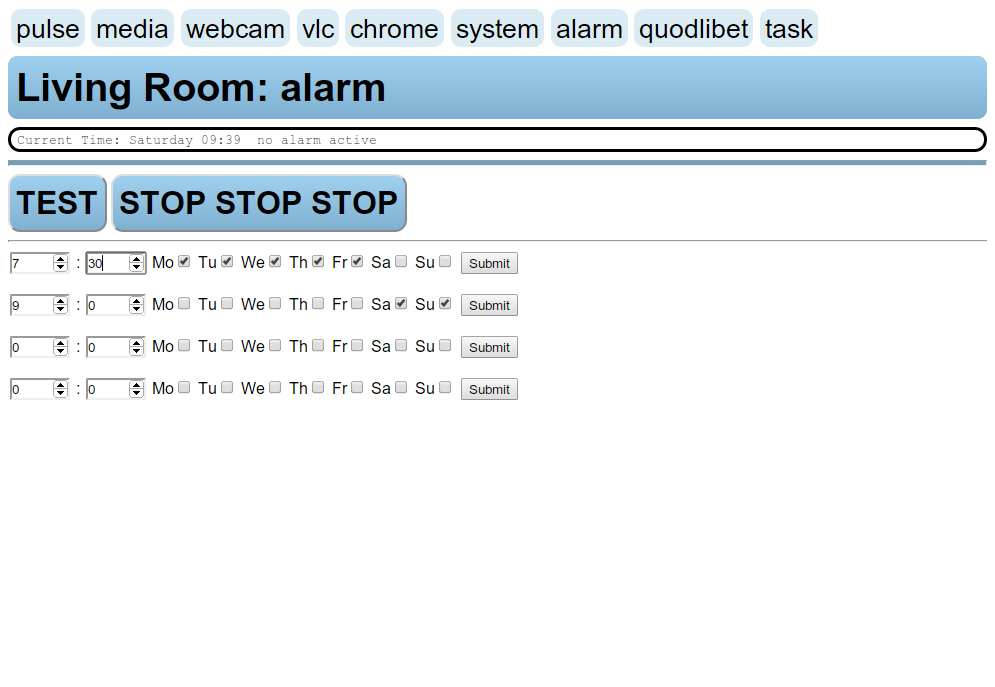 pulse media webcam vlc chrome system alarm quodlibet task
Living Room: alarm
Current Time: Saturday 09:39  no alarm active
TEST STOP STOP STOP
7 : 30 Mo Tu We Th Fr Sa Su Submit
9 : 0 Mo Tu We Th Fr Sa Su Submit
0 : 0 Mo Tu We Th Fr Sa Su Submit
0 : 0 Mo Tu We Th Fr Sa Su Submit